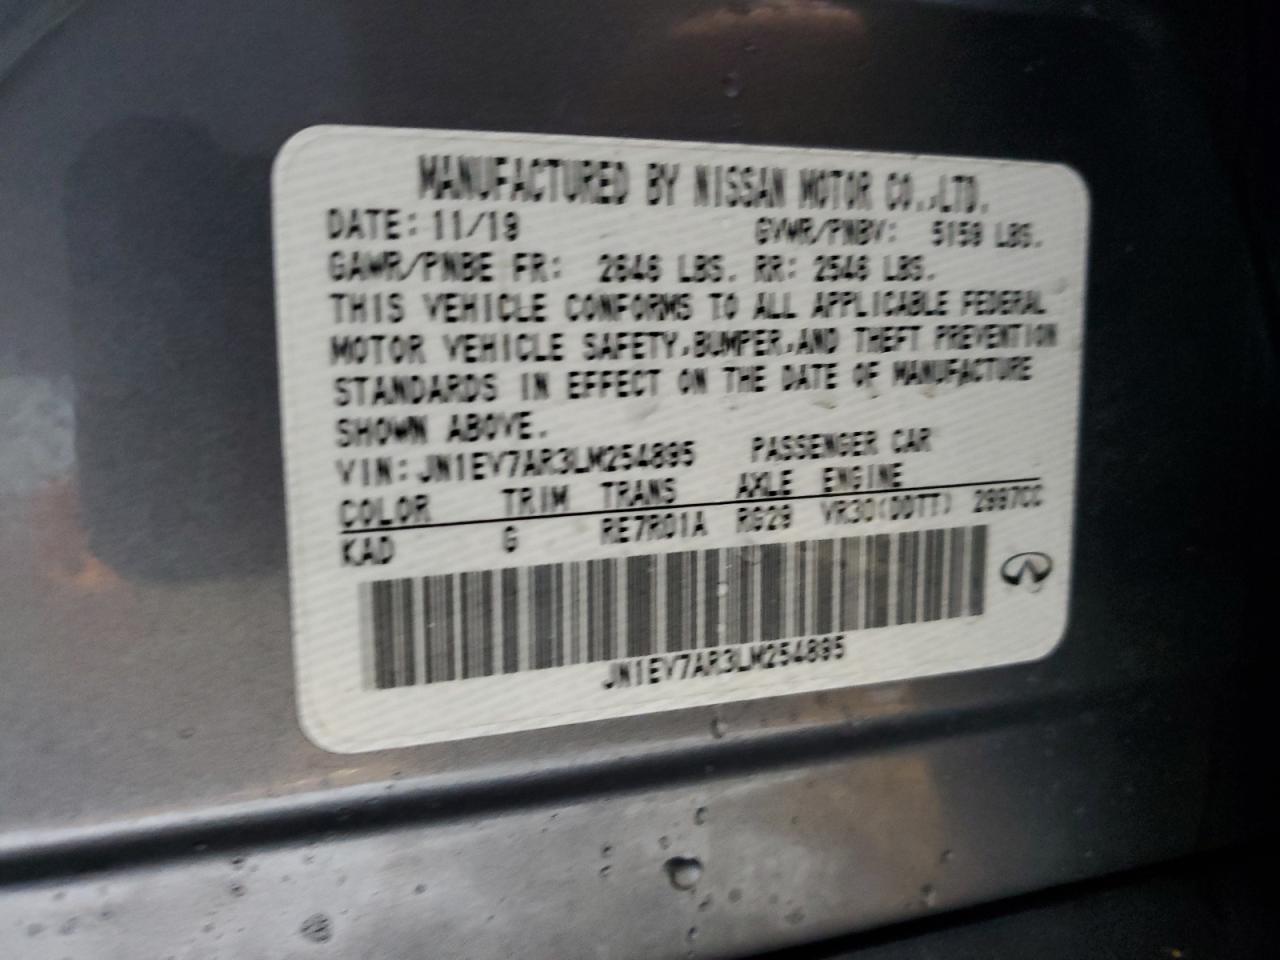 MANUFACTURED BY NISSAN MOTOR CO.,LTD.
DATE: 11/19 GVWR/PNBV: 5159 LBS.
GAWR/PNBE FR: 2646 LBS. RR: 2546 LBS.
THIS VEHICLE CONFORMS TO ALL APPLICABLE FEDERAL
MOTOR VEHICLE SAFETY,BUMPER,AND THEFT PREVENTION
STANDARDS IN EFFECT ON THE DATE OF MANUFACTURE
SHOWN ABOVE.
VIN:JN1EV7AR3LM254895 PASSENGER CAR
COLOR TRIM TRANS AXLE ENGINE
KAD G RE7R01A RG29 VR30(DDTT) 2997CC
JN1EV7AR3LM254895